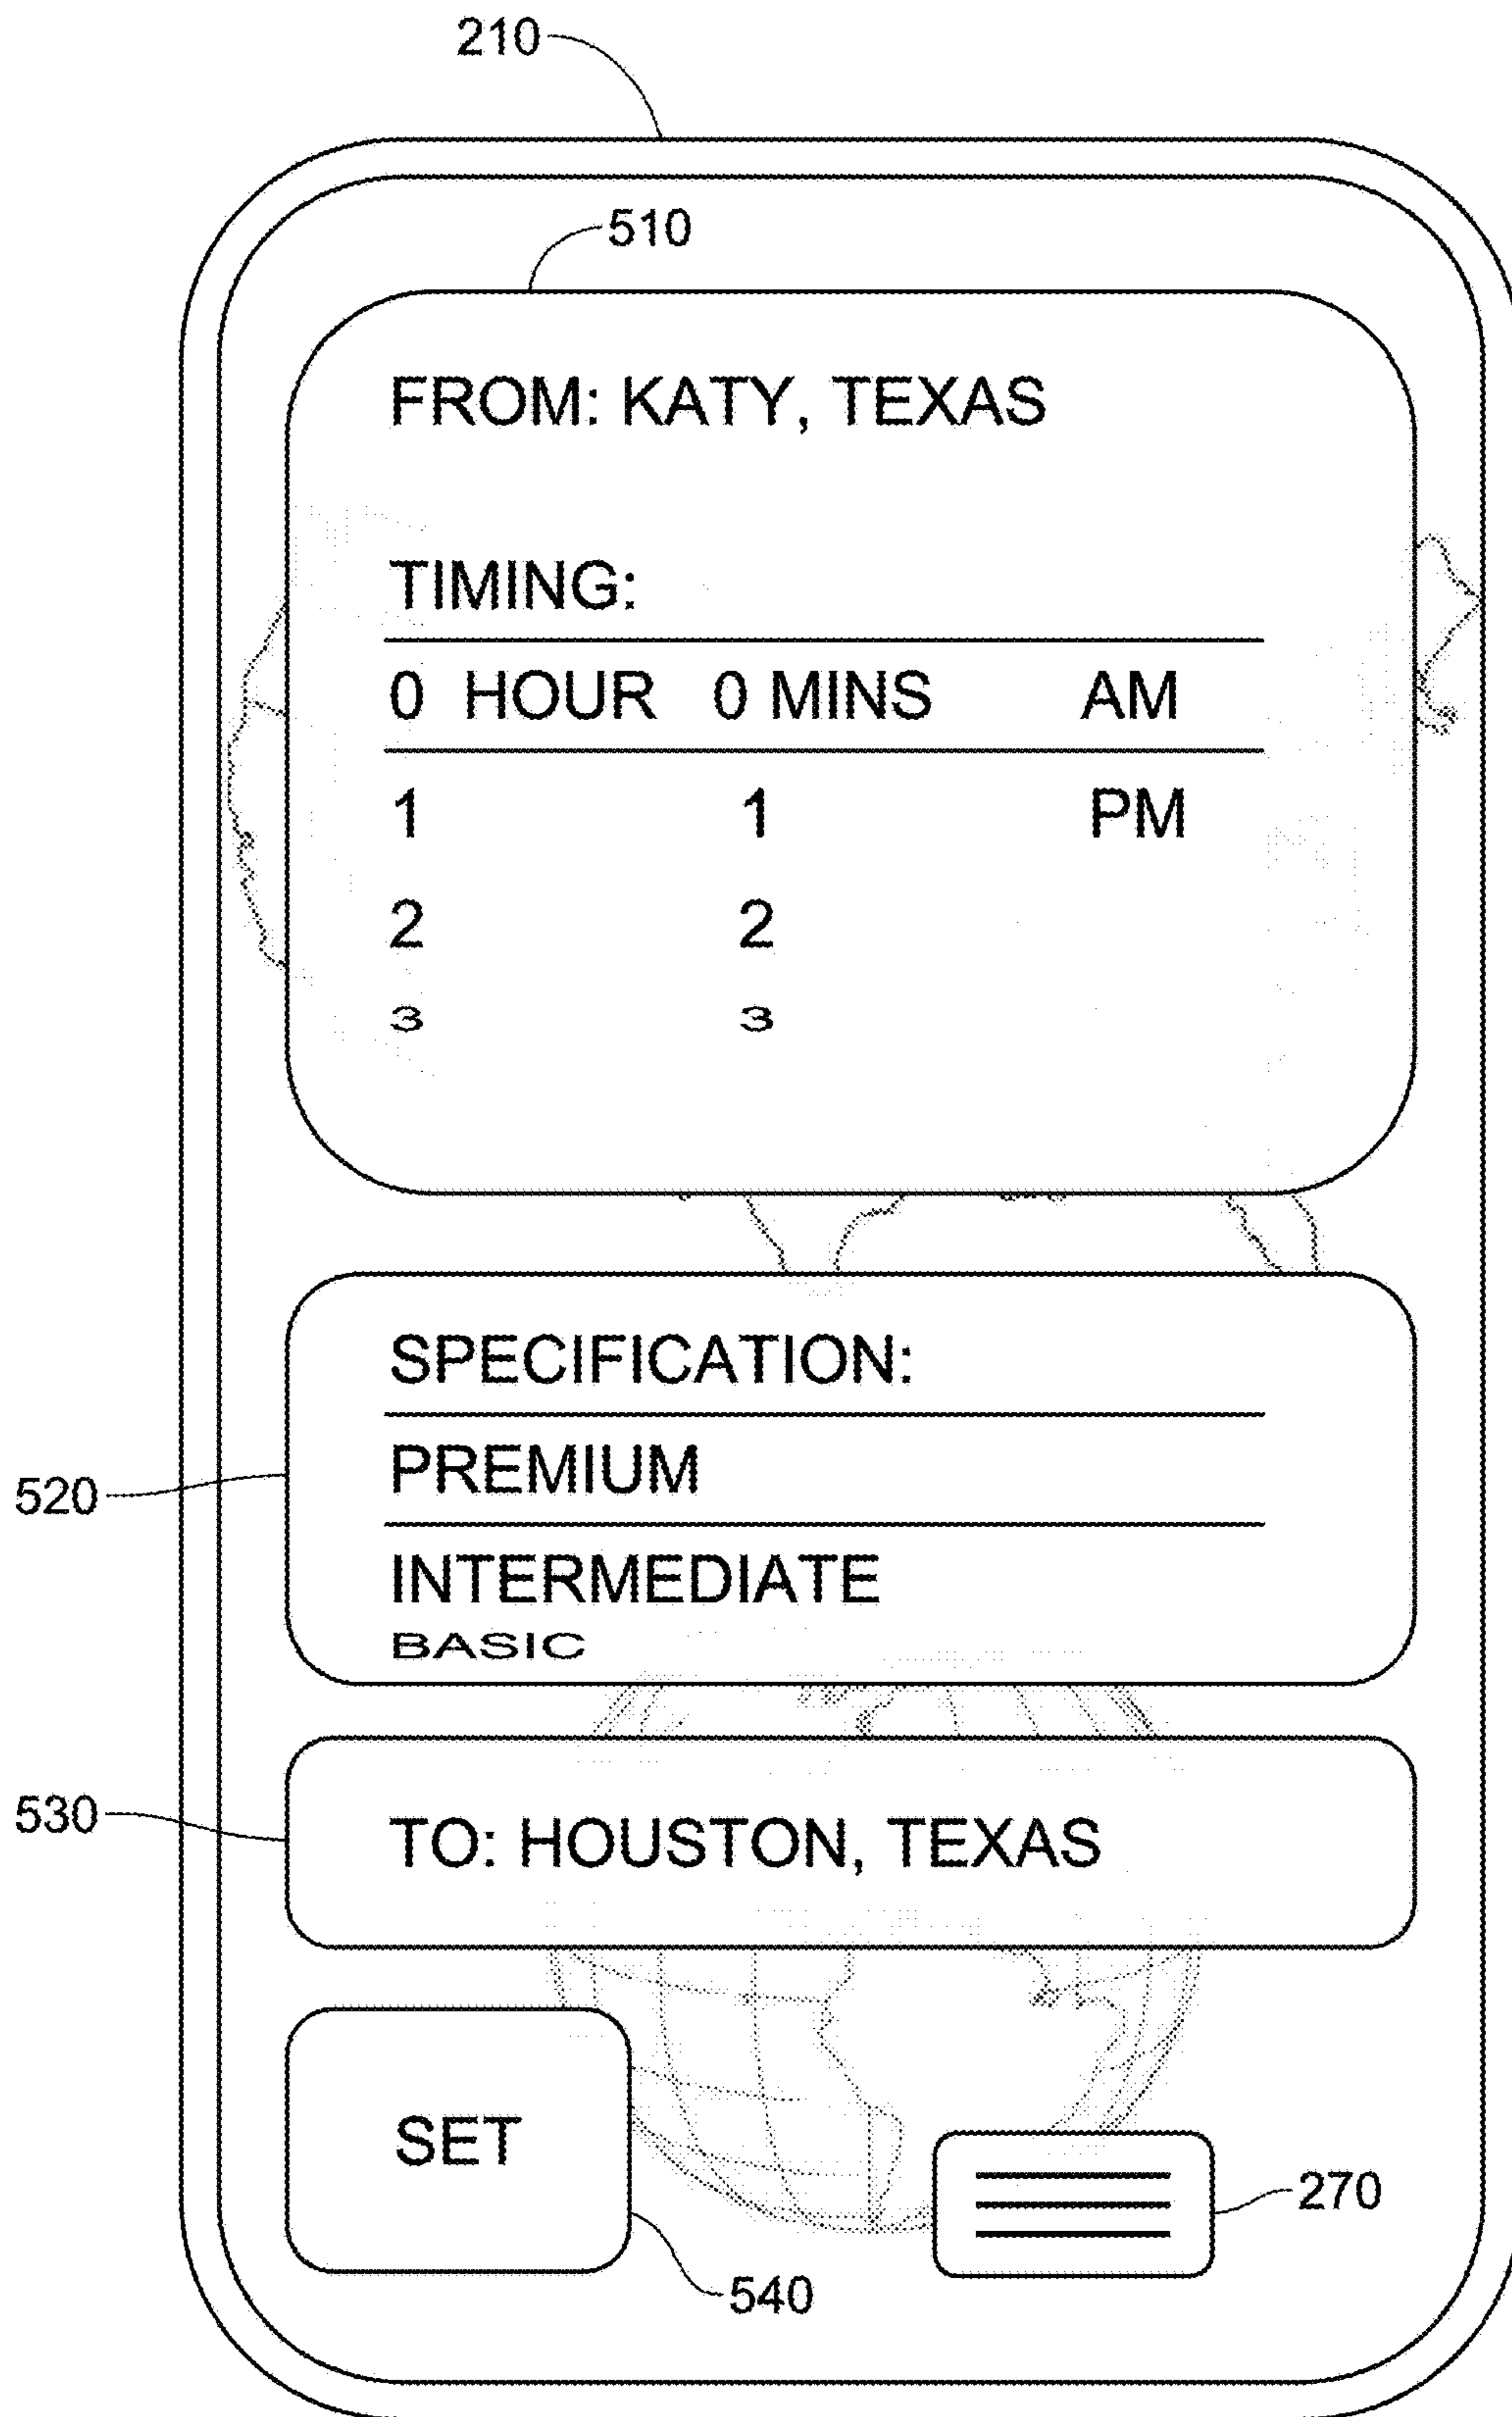 210
510
FROM: KATY, TEXAS
TIMING:
0 HOUR 0 MINS AM
1 1 PM
2 2
3 3
SPECIFICATION:
PREMIUM
520
INTERMEDIATE
BASIC
530
TO: HOUSTON, TEXAS
SET
270
540